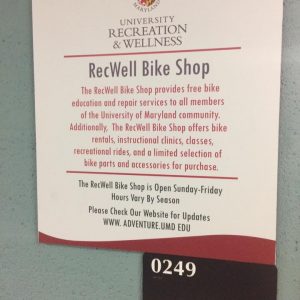 MARYLAND
UNIVERSITY
RECREATION
& WELLNESS
RecWell Bike Shop
The RecWell Bike Shop provides free bike
education and repair services to all members
of the University of Maryland community.
Additionally, The RecWell Bike Shop offers bike
rentals, instructional clinics, classes,
recreational rides, and a limited selection of
bike parts and accessories for purchase.
The RecWell Bike Shop is Open Sunday-Friday
Hours Vary By Season
Please Check Our Website for Updates
WWW. ADVENTURE.UMD EDU
0249